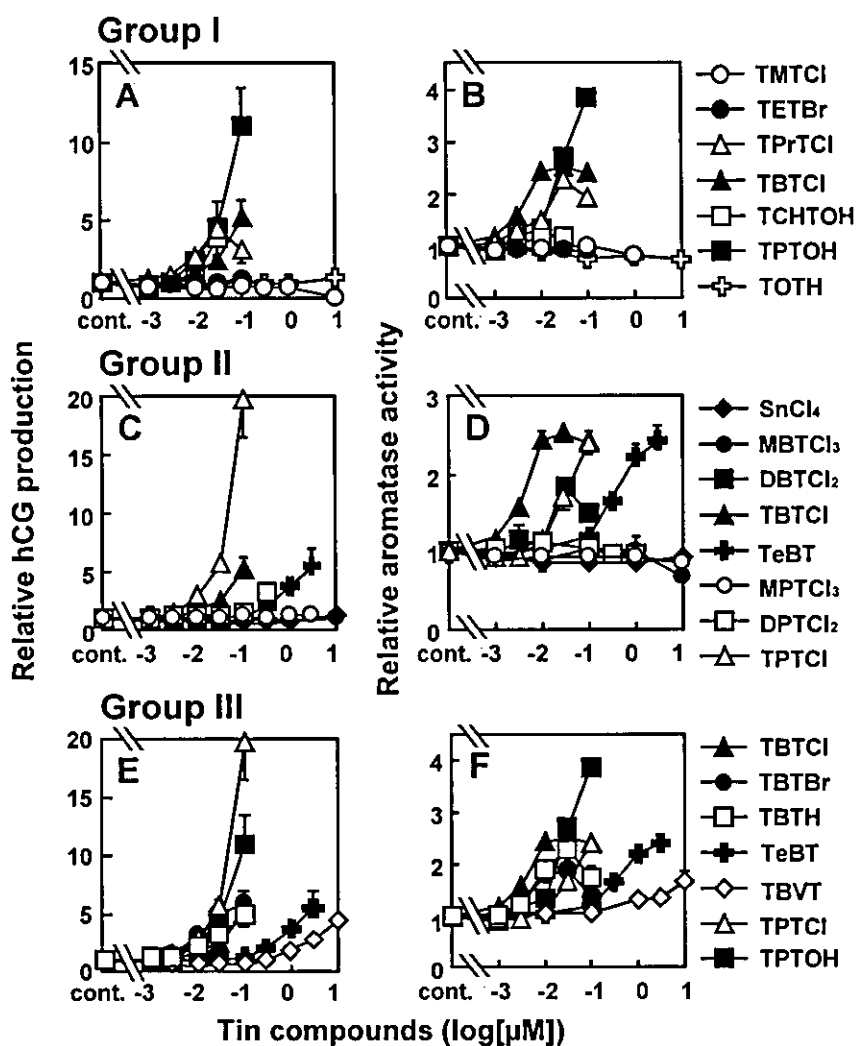 Group I
15
10
5
0
A
cont. -3 -2 -1 0 1
4
3
2
1
0
B
cont. -3 -2 -1 0 1
TMTCl
TETBr
TPrTCl
TBTCl
TCHTOH
TPTOH
TOTH
Group II
20
15
10
5
0
C
cont. -3 -2 -1 0 1
3
2
1
0
D
cont. -3 -2 -1 0 1
SnCl₄
MBTCl₃
DBTCl₂
TBTCl
TeBT
MPTCl₃
DPTCl₂
TPTCl
Group III
20
15
10
5
0
E
cont. -3 -2 -1 0 1
4
3
2
1
0
F
cont. -3 -2 -1 0 1
TBTCl
TBTBr
TBTH
TeBT
TBVT
TPTCl
TPTOH
Relative hCG production
Relative aromatase activity
Tin compounds (log[µM])